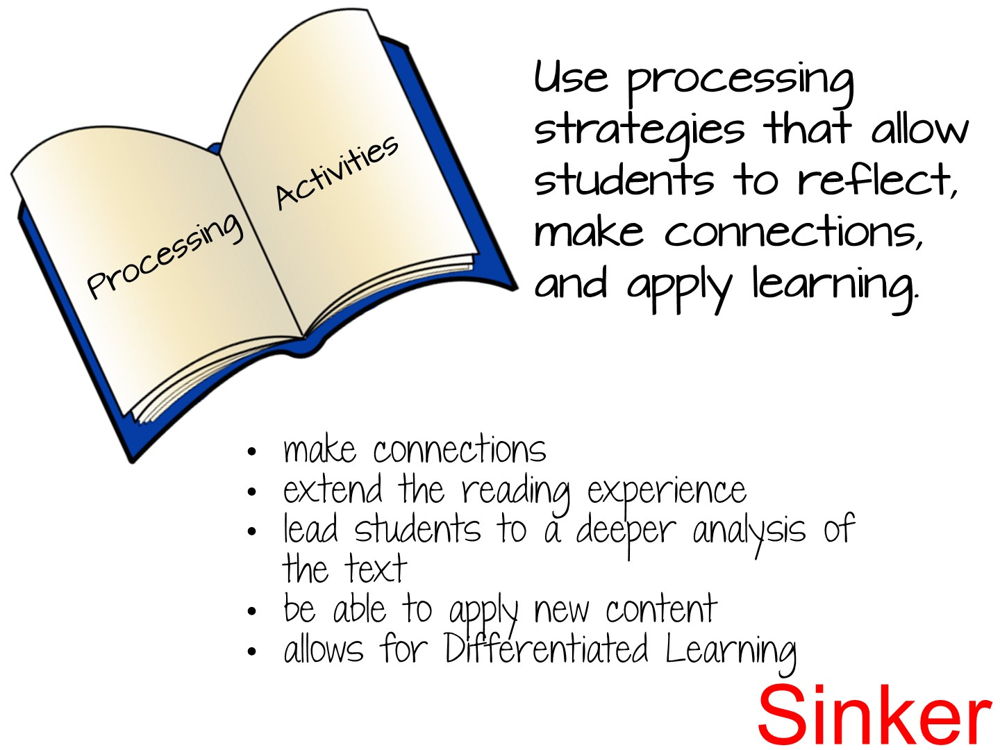 Processing
Activities
Use processing
strategies that allow
students to reflect,
make connections,
and apply learning.
• make connections
• extend the reading experience
• lead students to a deeper analysis of
the text
• be able to apply new content
• allows for Differentiated Learning
Sinker